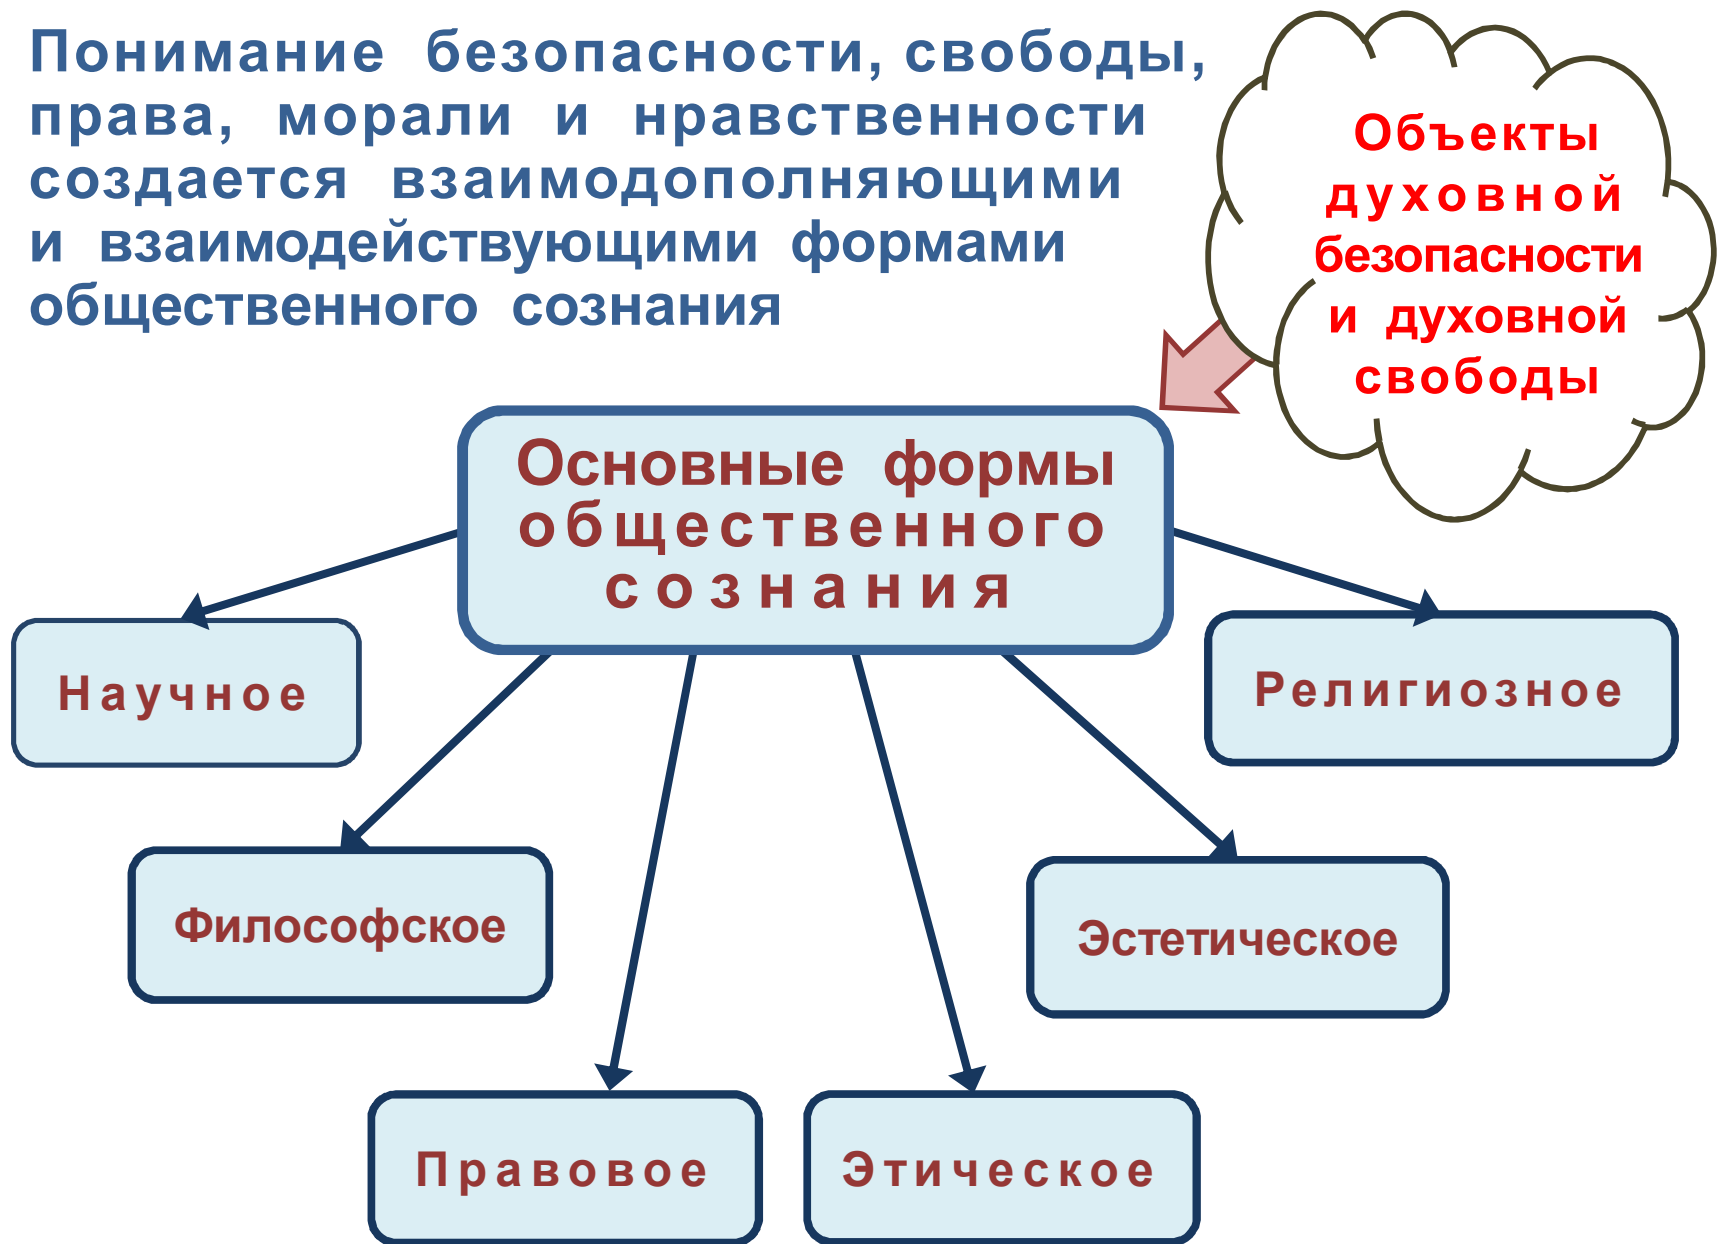 Понимание безопасности, свободы,
права, морали и нравственности
создается взаимодополняющими
и взаимодействующими формами
общественного сознания
Объекты
духовной
безопасности
и духовной
свободы
Основные формы
общественного
сознания
Научное
Религиозное
Философское
Эстетическое
Правовое
Этическое